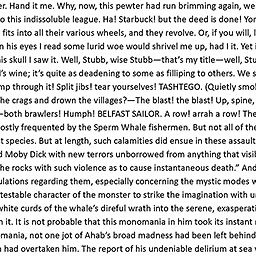 er. Hand it me. Why, now, this pewter had run brimming again, we
o this indissoluble league. Ha! Starbuck! but the deed is done! Yon
fits into all their various wheels, and they revolve. Or, if you will, l
n his eyes I read some lurid woe would shrivel me up, had I it. Yet i
is skull I saw it. Well, Stubb, wise Stubb—that's my title—well, Stu
's wine; it's quite as deadening to some as filliping to others. We s
mp through it! Split jibs! tear yourselves! TASHTEGO. (Quietly smok
he crags and drown the villages?—The blast! the blast! Up, spine,
—both brawlers! Humph! BELFAST SAILOR. A row! arrah a row! The
ostly frequented by the Sperm Whale fishermen. But not all of the
t species. But at length, such calamities did ensue in these assault
d Moby Dick with new terrors unborrowed from anything that visib
he rocks with such violence as to cause instantaneous death." And
ulations regarding them, especially concerning the mystic modes w
testable character of the monster to strike the imagination with u
white curds of the whale's direful wrath into the serene, exasperati
n it. It is not probable that this monomania in him took its instant r
mania, not one jot of Ahab's broad madness had been left behind
n had overtaken him. The report of his undeniable delirium at sea v